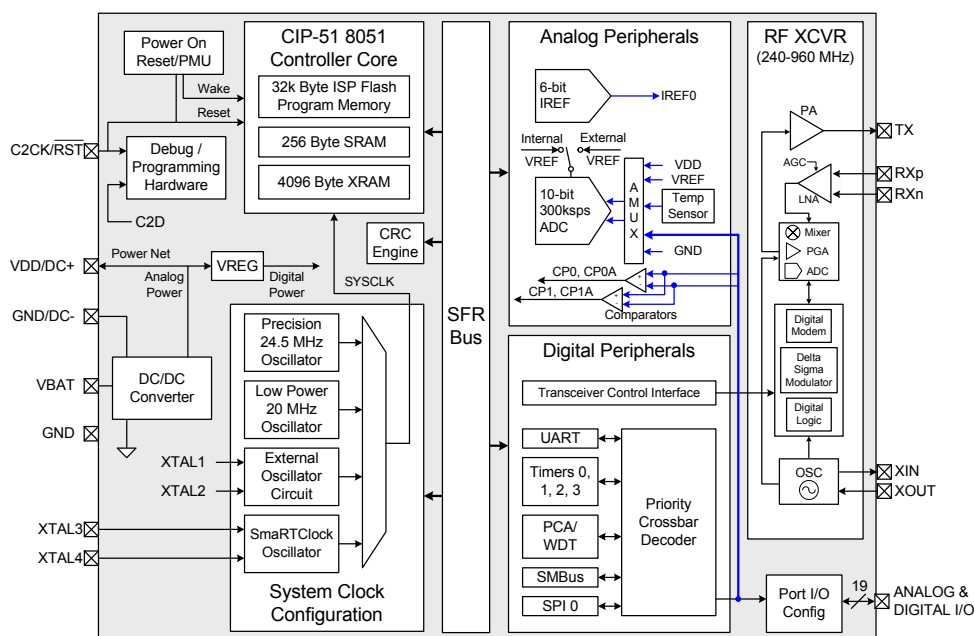 Power On
Reset/PMU
Wake
Reset
C2CK/RST
Debug /
Programming
Hardware
C2D
CIP-51 8051
Controller Core
32k Byte ISP Flash
Program Memory
256 Byte SRAM
4096 Byte XRAM
VDD/DC+
Power Net
Analog
Power
VREG
Digital
Power
SYSCLK
CRC
Engine
GND/DC-
VBAT
GND
DC/DC
Converter
XTAL1
XTAL2
XTAL3
XTAL4
Precision
24.5 MHz
Oscillator
Low Power
20 MHz
Oscillator
External
Oscillator
Circuit
SmaRTClock
Oscillator
System Clock
Configuration
SFR
Bus
Analog Peripherals
6-bit
IREF
IREF0
Internal
VREF
External
VREF
10-bit
300ksps
ADC
A
M
U
X
VDD
VREF
Temp
Sensor
GND
CP0, CP0A
+
-
CP1, CP1A
+
-
Comparators
Digital Peripherals
Transceiver Control Interface
UART
Timers 0,
1, 2, 3
PCA/
WDT
SMBus
SPI 0
Priority
Crossbar
Decoder
RF XCVR
(240-960 MHz)
PA
TX
AGC
LNA
RXp
RXn
Mixer
PGA
ADC
Digital
Modem
Delta
Sigma
Modulator
Digital
Logic
OSC
XIN
XOUT
Port I/O
Config
19
ANALOG &
DIGITAL I/O